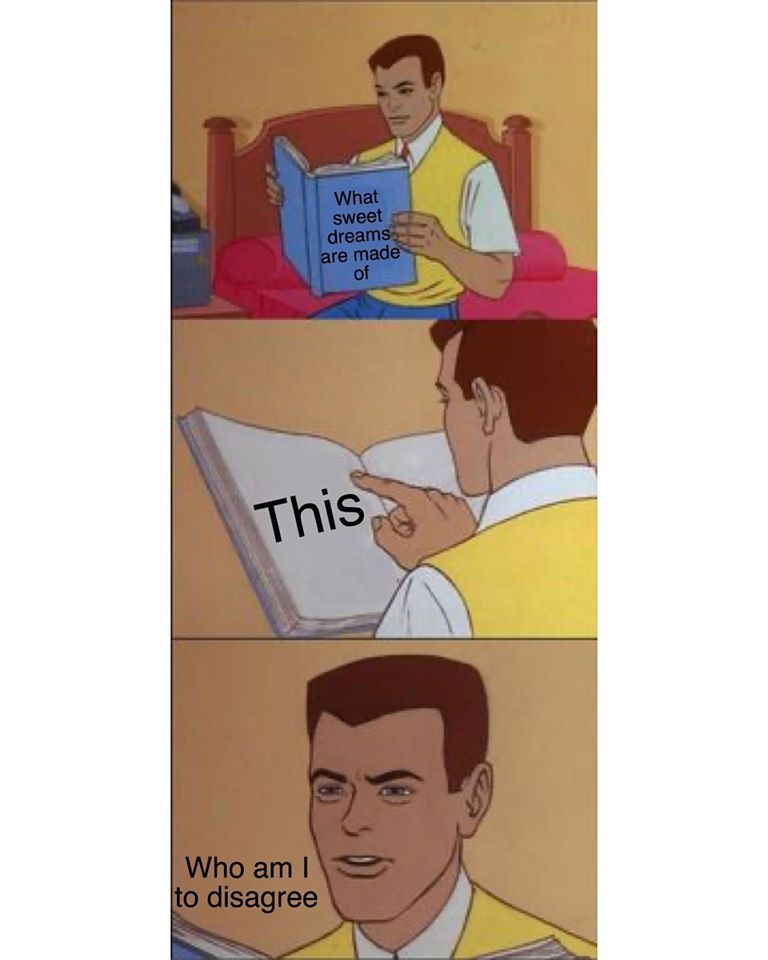 What
sweet
dreams
are made
of
This
Who am I
to disagree